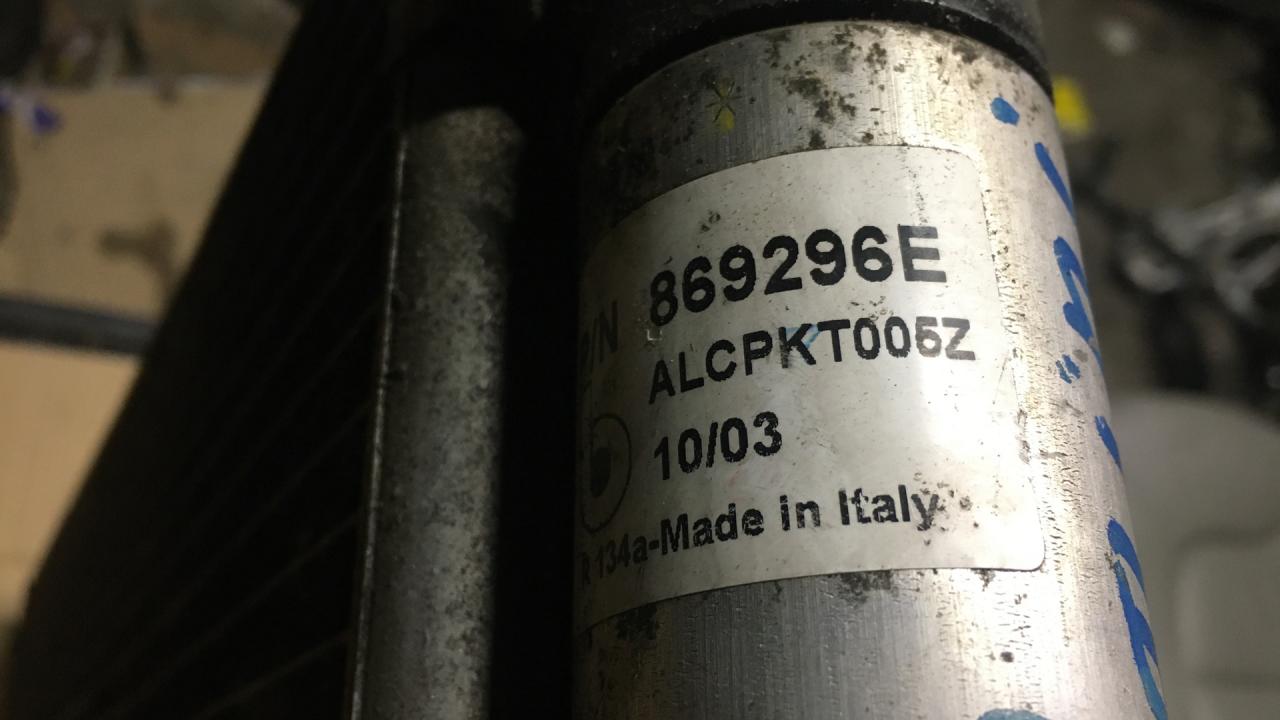 P/N 869296E
ALCPKT005Z
10/03
R 134a-Made in Italy